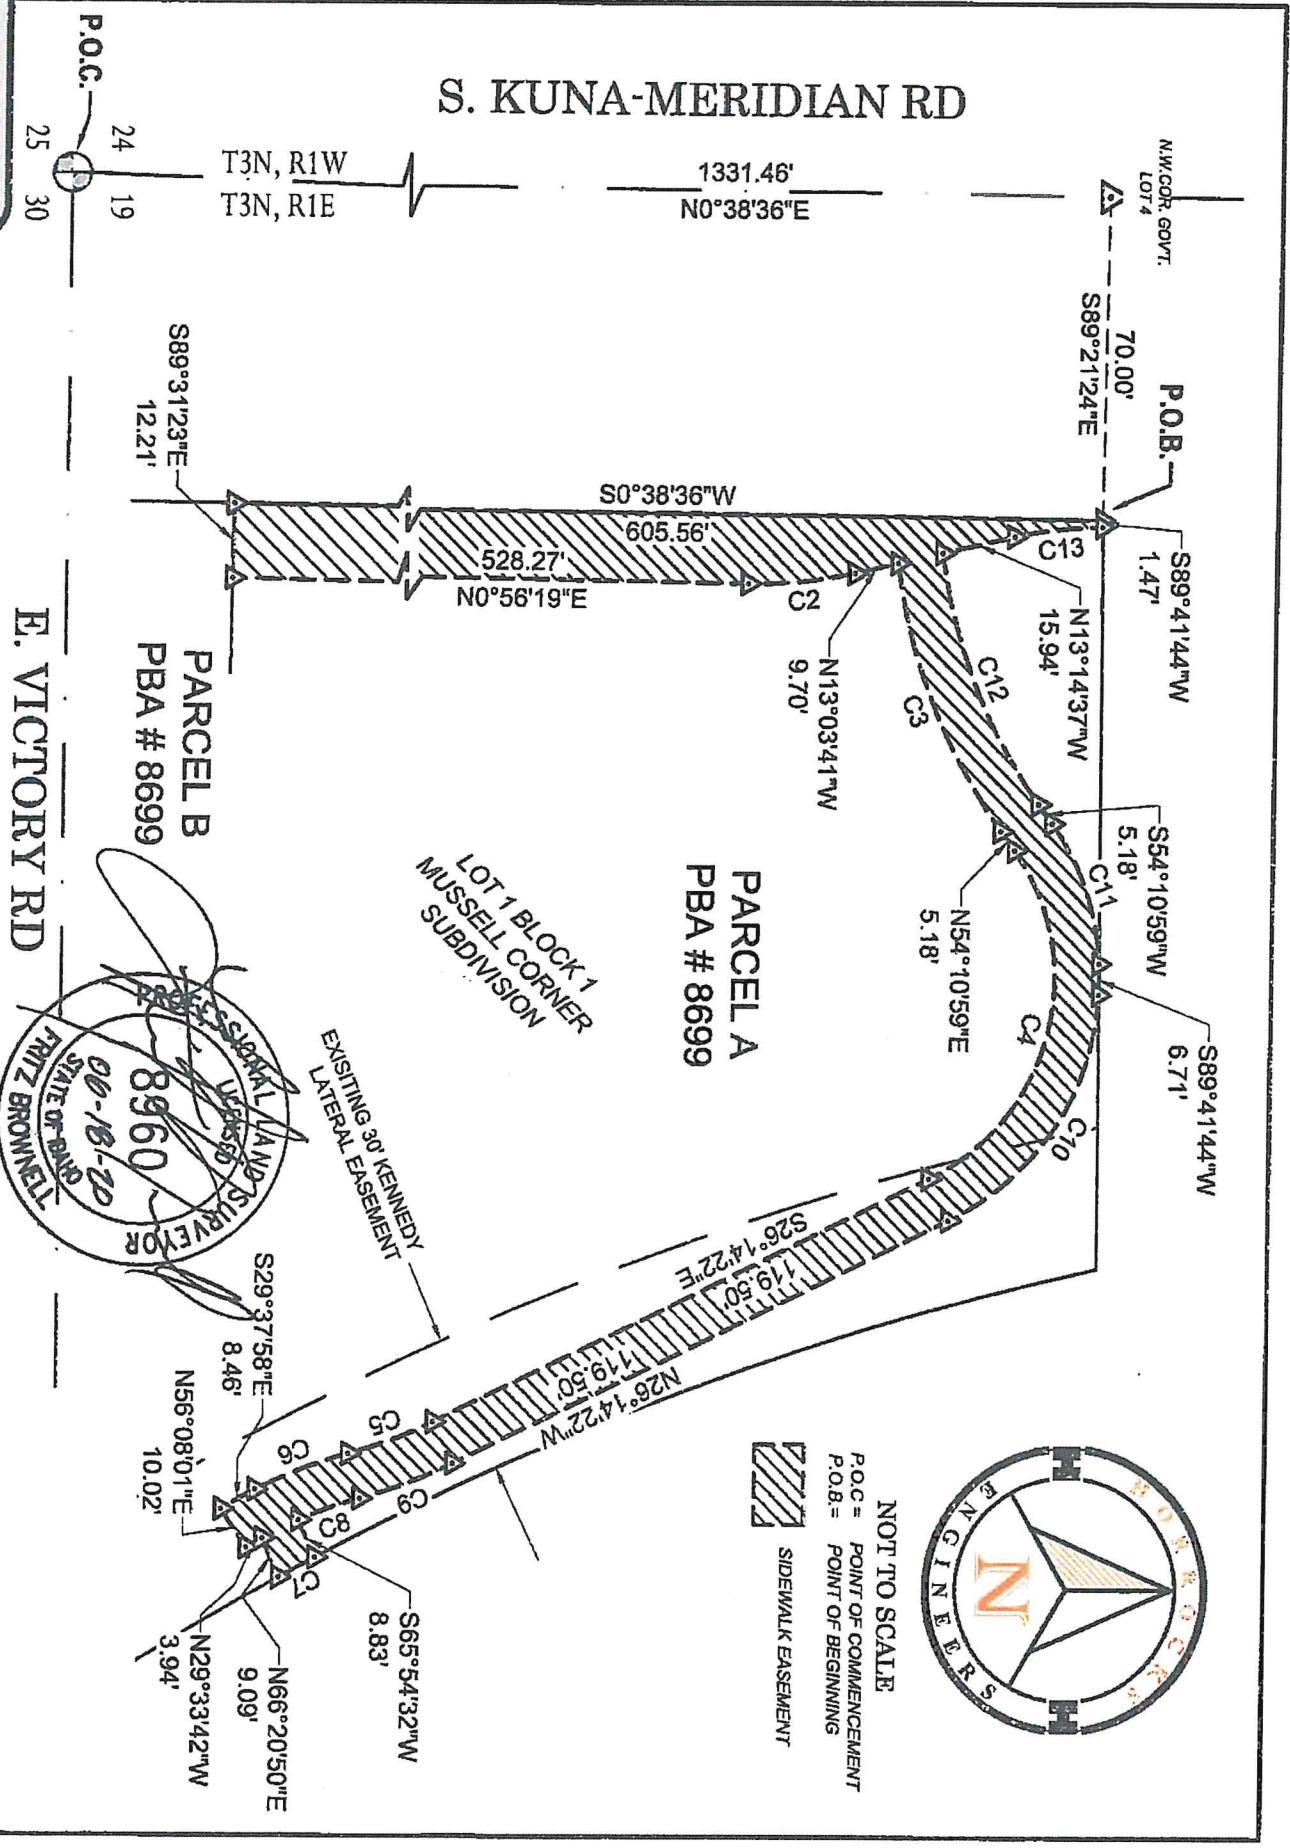 S. KUNA-MERIDIAN RD
P.O.C.
24
19
25
30
T3N, R1W
T3N, R1E
1331.46'
N0°38'36"E
N.W.COR. GOVT.
LOT 4
70.00'
S89°21'24"E
P.O.B.
S89°41'44"W
1.47'
C13
N13°14'37"W
15.94'
S0°38'36"W
605.56'
528.27'
N0°56'19"E
C2
N13°03'41"W
9.70'
C12
C3
S54°10'59"W
5.18'
C11
N54°10'59"E
5.18'
S89°41'44"W
6.71'
C4
C10
S89°31'23"E
12.21'
PARCEL B
PBA # 8699
E. VICTORY RD
PARCEL A
PBA # 8699
LOT 1 BLOCK 1
MUSSELL CORNER
SUBDIVISION
EXISITING 30' KENNEDY
LATERAL EASEMENT
S26°14'22"E
119.50'
119.50'
N26°14'22"W
C5
C6
C9
C8
C7
S29°37'58"E
8.46'
N56°08'01"E
10.02'
S65°54'32"W
8.83'
N66°20'50"E
9.09'
N29°33'42"W
3.94'
PROFESSIONAL LAND SURVEYOR
LICENSED
8960
06-18-20
STATE OF IDAHO
FRITZ BROWNELL
HORROCKS
N
ENGINEERS
H
H
NOT TO SCALE
P.O.C = POINT OF COMMENCEMENT
P.O.B.= POINT OF BEGINNING
SIDEWALK EASEMENT